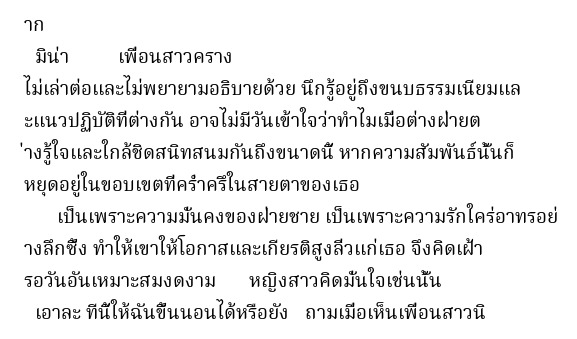 าก
มิน่า เพื่อนสาวคราง
ไม่เล่าต่อและไม่พยายามอธิบายด้วย นึกรู้อยู่ถึงขนบธรรมเนียมแล
ะแนวปฏิบัติที่ต่างกัน อาจไม่มีวันเข้าใจว่าทำไมเมื่อต่างฝ่ายต
่างรู้ใจและใกล้ชิดสนิทสนมกันถึงขนาดนี้ หากความสัมพันธ์นั้นก็
หยุดอยู่ในขอบเขตที่คร่ำครึในสายตาของเธอ
เป็นเพราะความมั่นคงของฝ่ายชาย เป็นเพราะความรักใคร่อาทรอย่
างลึกซึ้ง ทำให้เขาให้โอกาสและเกียรติสูงลิ่วแก่เธอ จึงคิดเฝ้า
รอวันอันเหมาะสมงดงาม หญิงสาวคิดมั่นใจเช่นนั้น
เอาละ ทีนี้ให้ฉันขึ้นนอนได้หรือยัง ถามเมื่อเห็นเพื่อนสาวนิ